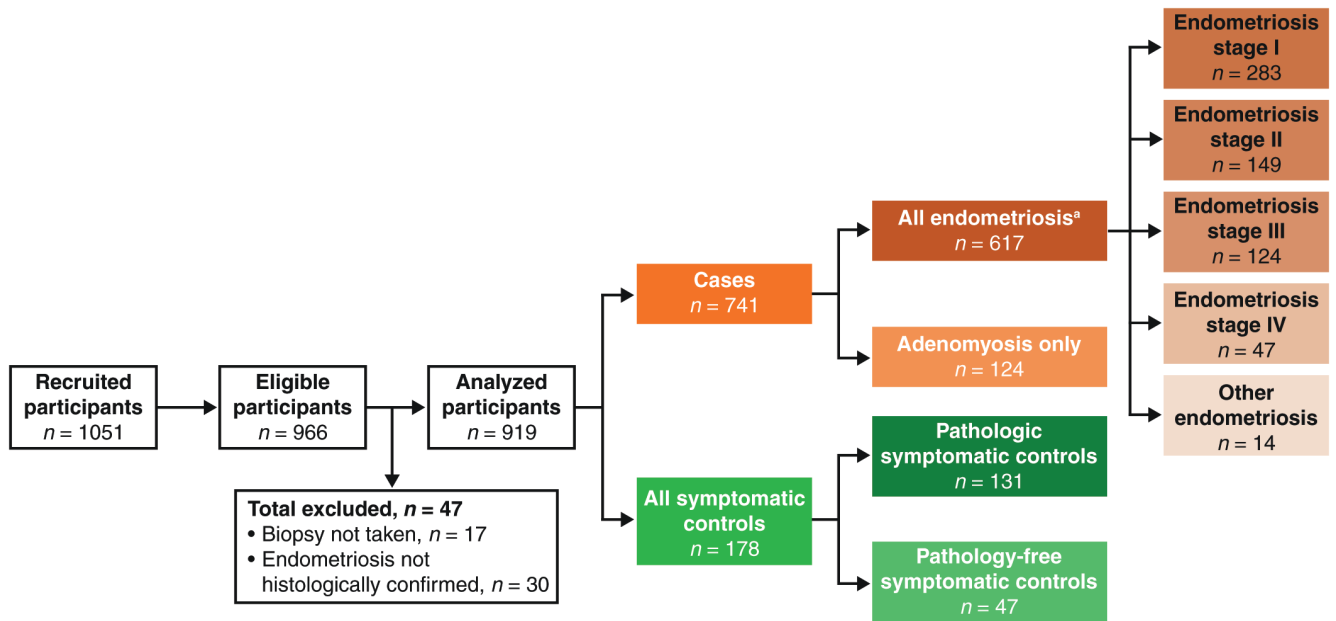 Recruited
participants
n = 1051
Eligible
participants
n = 966
Total excluded, n = 47
• Biopsy not taken, n = 17
• Endometriosis not
histologically confirmed, n = 30
Analyzed
participants
n = 919
Cases
n = 741
All symptomatic
controls
n = 178
All endometriosisᵃ
n = 617
Adenomyosis only
n = 124
Pathologic
symptomatic controls
n = 131
Pathology-free
symptomatic controls
n = 47
Endometriosis
stage I
n = 283
Endometriosis
stage II
n = 149
Endometriosis
stage III
n = 124
Endometriosis
stage IV
n = 47
Other
endometriosis
n = 14